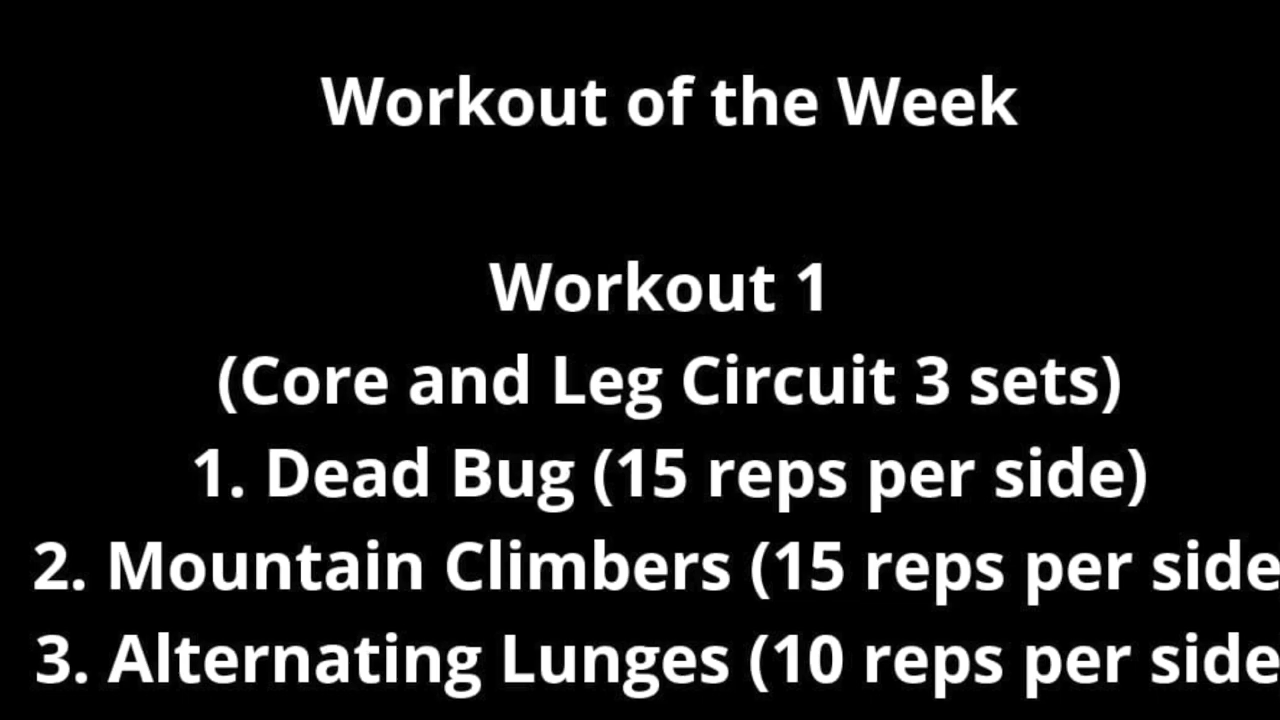 Workout of the Week
Workout 1
(Core and Leg Circuit 3 sets)
1. Dead Bug (15 reps per side)
2. Mountain Climbers (15 reps per side
3. Alternating Lunges (10 reps per side